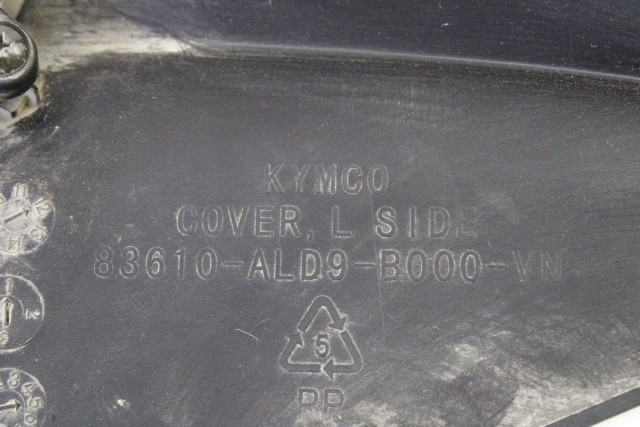 KYMCO
COVER, L SIDE
83610-ALD9-B000-VN
5
PP